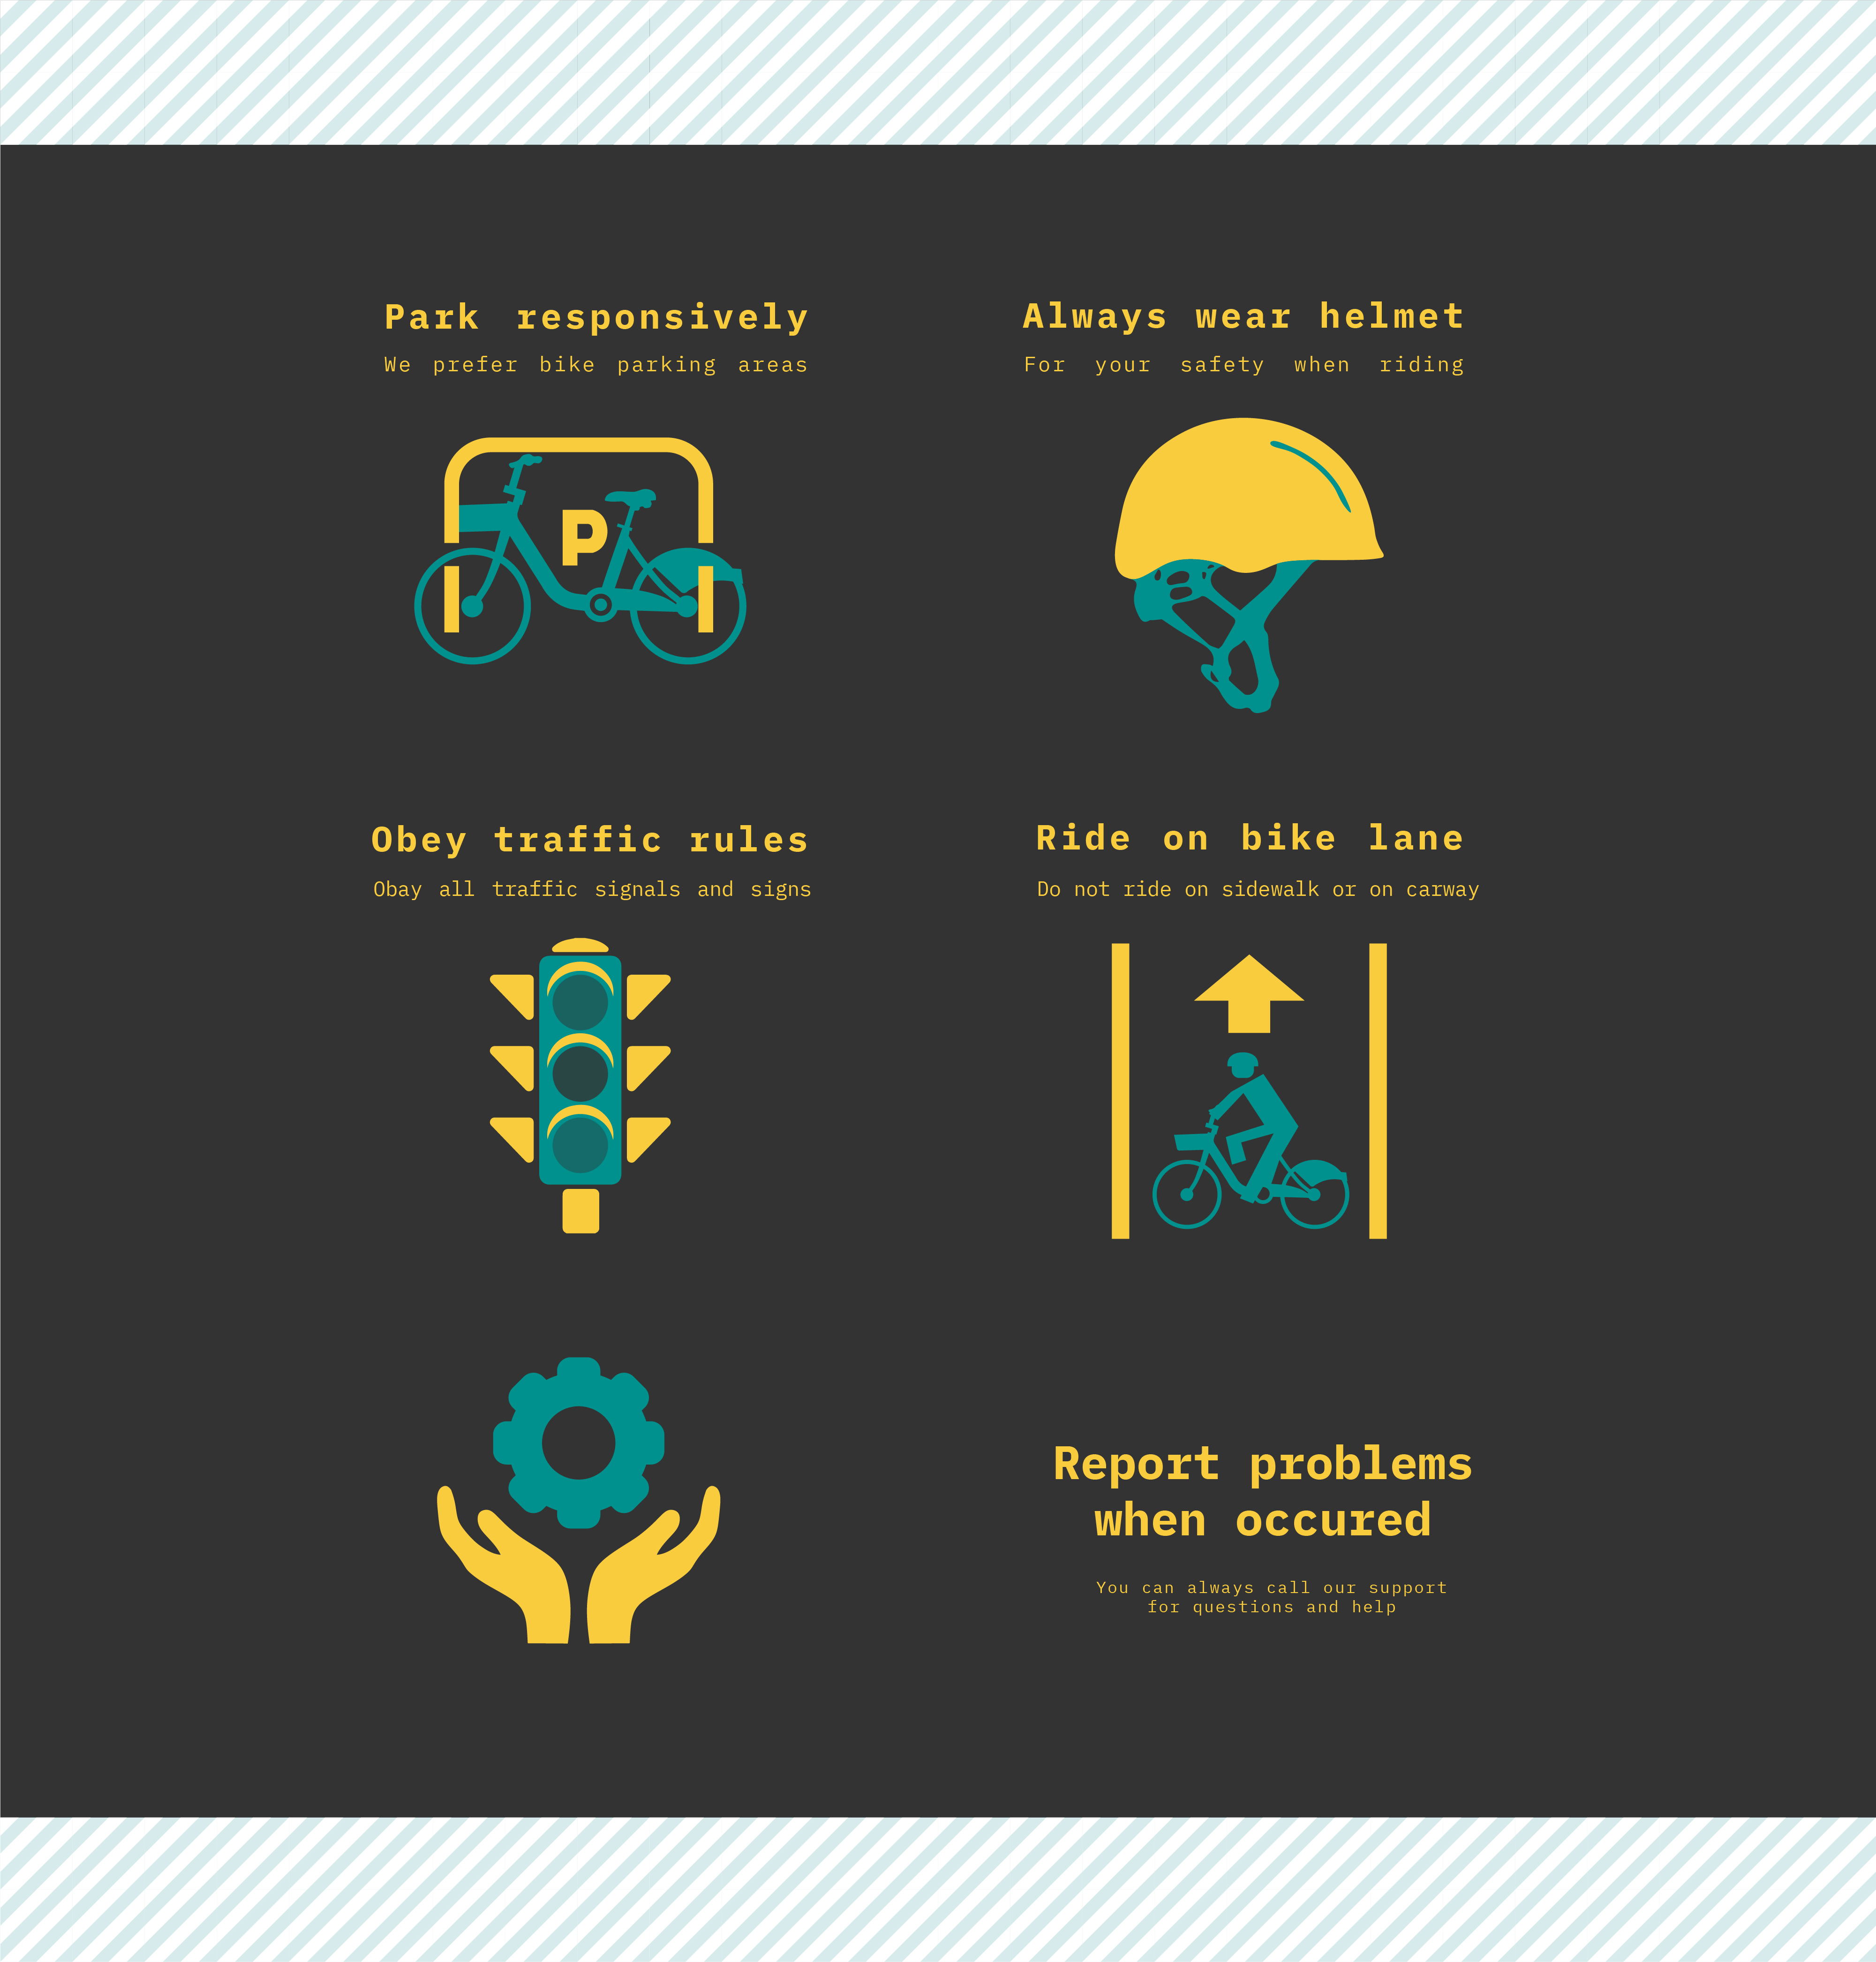 Park responsively
We prefer bike parking areas
P
Always wear helmet
For your safety when riding
Obey traffic rules
Obay all traffic signals and signs
Ride on bike lane
Do not ride on sidewalk or on carway
Report problems
when occured
You can always call our support
for questions and help